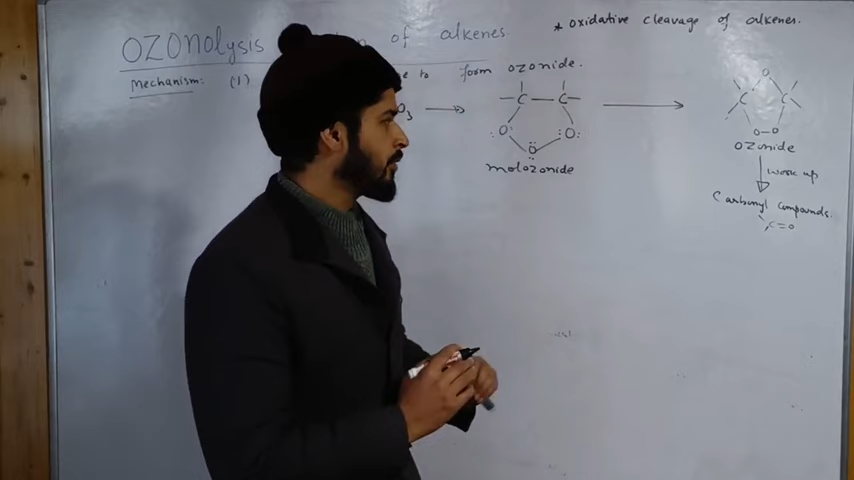 OZONOlysis of alkenes.
* oxidative cleavage of alkenes.
Mechanism: (1) to form ozonide.
O3
C C
O O
O
molozonide
O
C C
O-O
ozonide
work up
Carbonyl compounds.
C=O